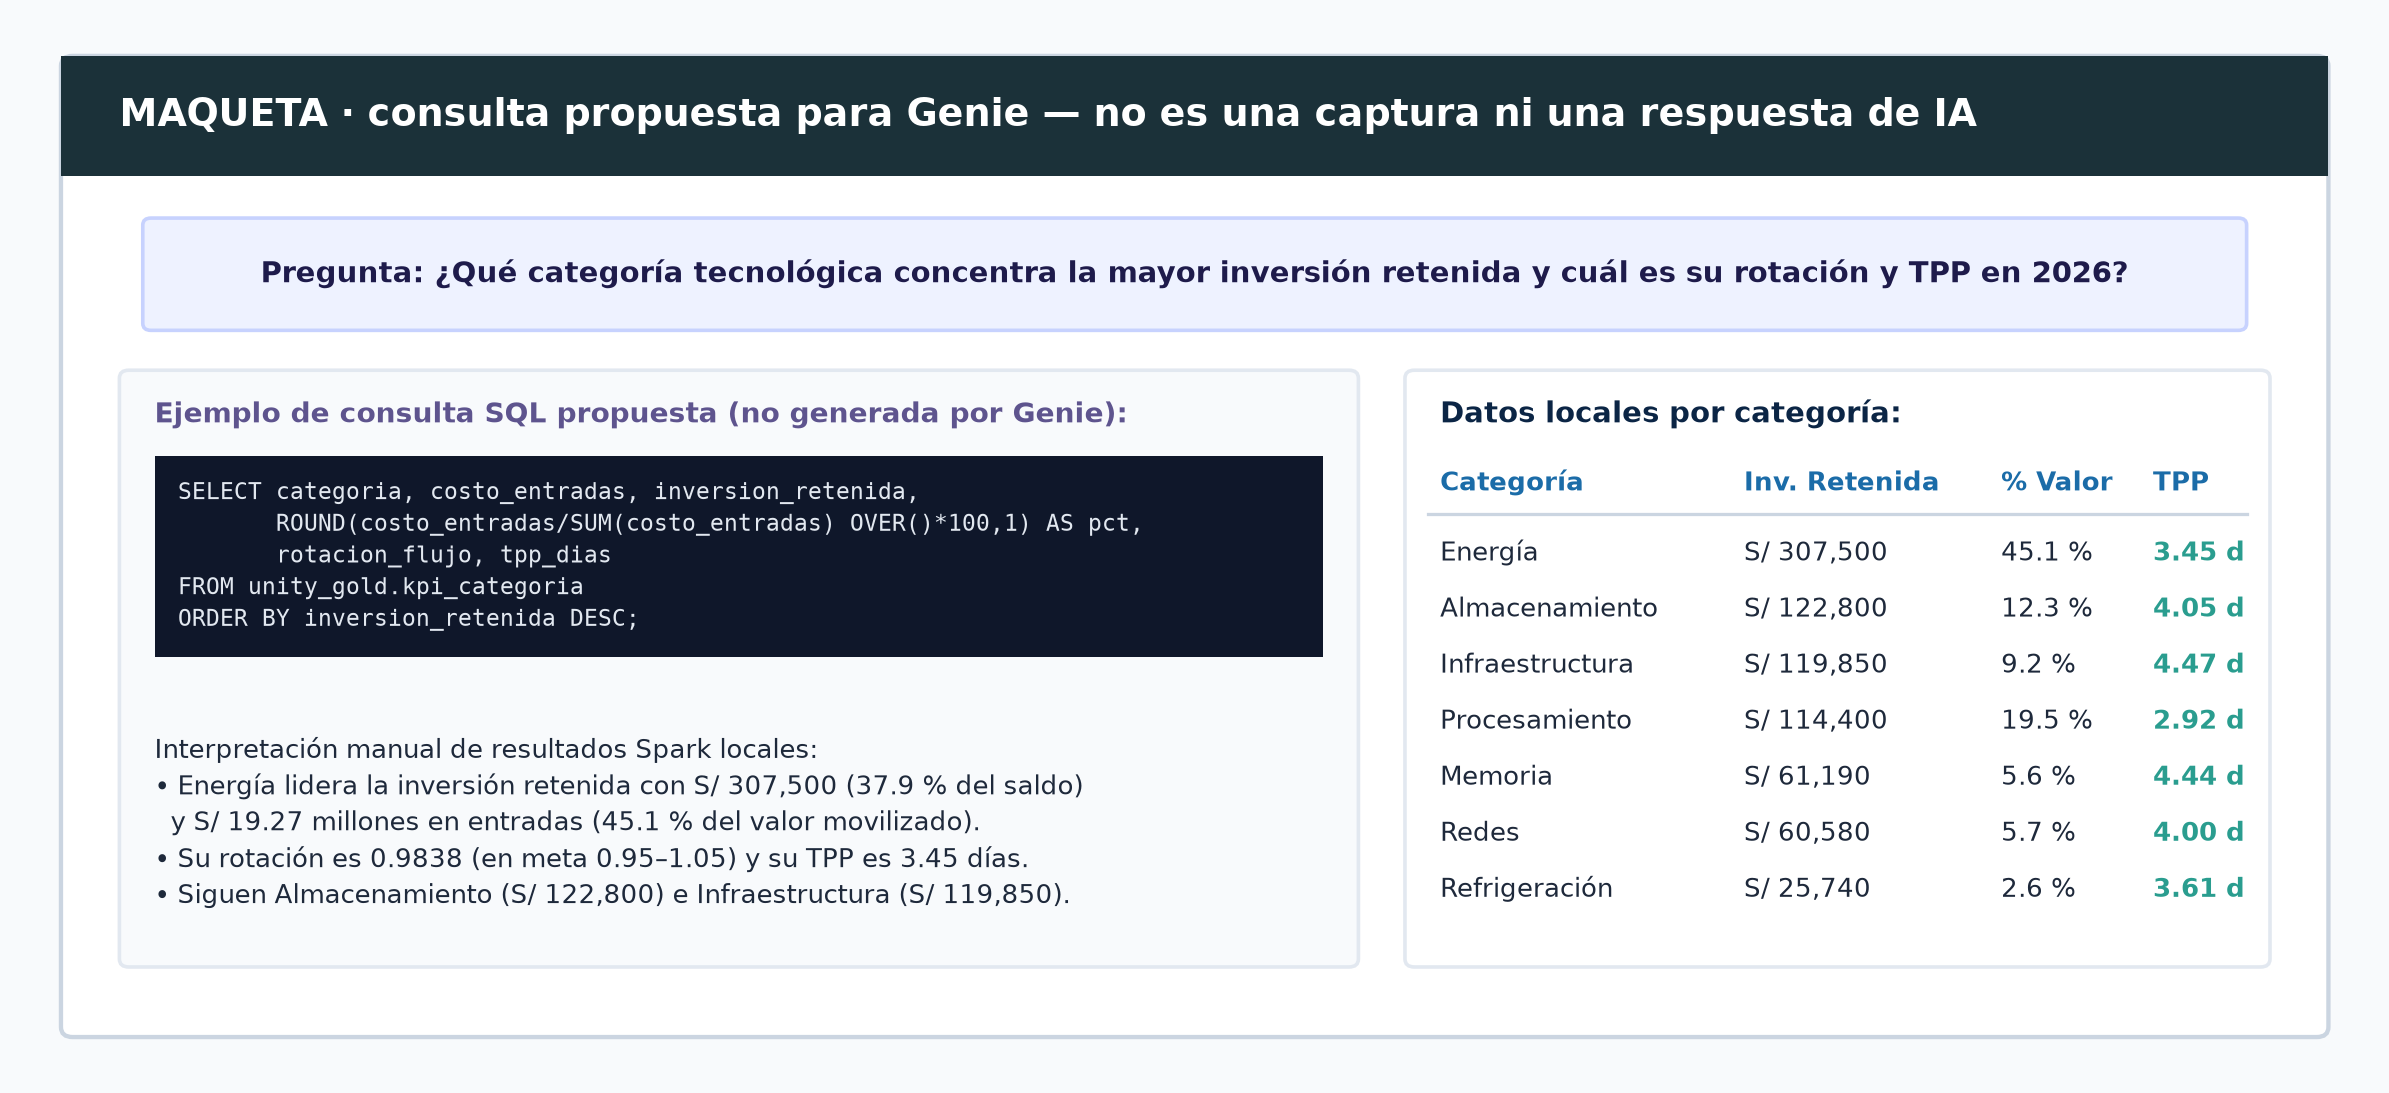 MAQUETA · consulta propuesta para Genie — no es una captura ni una respuesta de IA
Pregunta: ¿Qué categoría tecnológica concentra la mayor inversión retenida y cuál es su rotación y TPP en 2026?
Ejemplo de consulta SQL propuesta (no generada por Genie):
SELECT categoria, costo_entradas, inversion_retenida,
       ROUND(costo_entradas/SUM(costo_entradas) OVER()*100,1) AS pct,
       rotacion_flujo, tpp_dias
FROM unity_gold.kpi_categoria
ORDER BY inversion_retenida DESC;
Interpretación manual de resultados Spark locales:
• Energía lidera la inversión retenida con S/ 307,500 (37.9 % del saldo)
  y S/ 19.27 millones en entradas (45.1 % del valor movilizado).
• Su rotación es 0.9838 (en meta 0.95–1.05) y su TPP es 3.45 días.
• Siguen Almacenamiento (S/ 122,800) e Infraestructura (S/ 119,850).
Datos locales por categoría:
Categoría Inv. Retenida % Valor TPP
Energía S/ 307,500 45.1 % 3.45 d
Almacenamiento S/ 122,800 12.3 % 4.05 d
Infraestructura S/ 119,850 9.2 % 4.47 d
Procesamiento S/ 114,400 19.5 % 2.92 d
Memoria S/ 61,190 5.6 % 4.44 d
Redes S/ 60,580 5.7 % 4.00 d
Refrigeración S/ 25,740 2.6 % 3.61 d